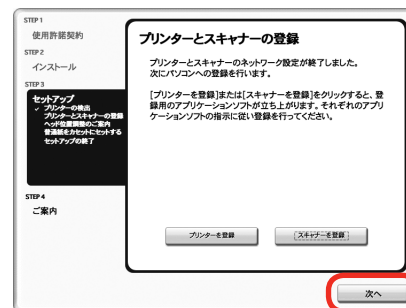 STEP 1
使用許諾契約
STEP 2
インストール
STEP 3
セットアップ
✓ プリンターの検出
プリンターとスキャナーの登録
ヘッド位置調整のご案内
普通紙をカセットにセットする
セットアップの終了
STEP 4
ご案内
プリンターとスキャナーの登録
プリンターとスキャナーのネットワーク設定が終了しました。
次にパソコンへの登録を行います。
[プリンターを登録]または[スキャナーを登録]をクリックすると、登
録用のアプリケーションソフトが立ち上がります。それぞれのアプリ
ケーションソフトの指示に従い登録を行ってください。
プリンターを登録
スキャナーを登録
次へ